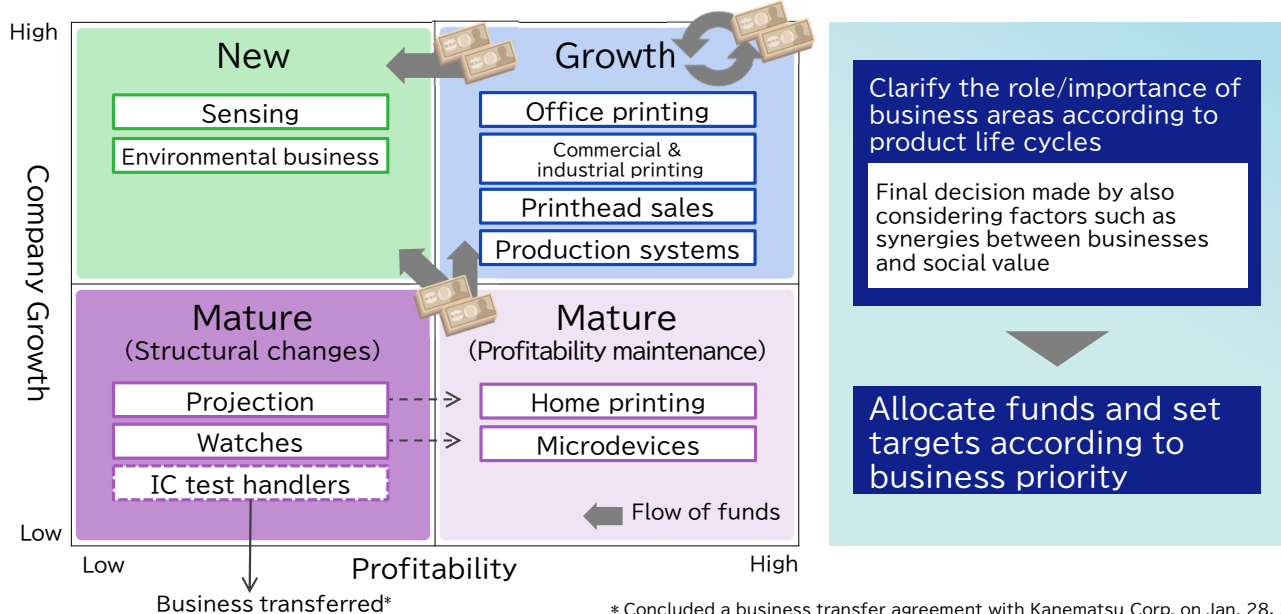 High
New
Growth
Sensing
Environmental business
Office printing
Commercial &
industrial printing
Printhead sales
Production systems
Company Growth
Mature
(Structural changes)
Projection
Watches
IC test handlers
Mature
(Profitability maintenance)
Home printing
Microdevices
Flow of funds
Low
Low
Profitability
High
Business transferred*
Clarify the role/importance of
business areas according to
product life cycles
Final decision made by also
considering factors such as
synergies between businesses
and social value
Allocate funds and set
targets according to
business priority
* Concluded a business transfer agreement with Kanematsu Corp. on Jan. 28,